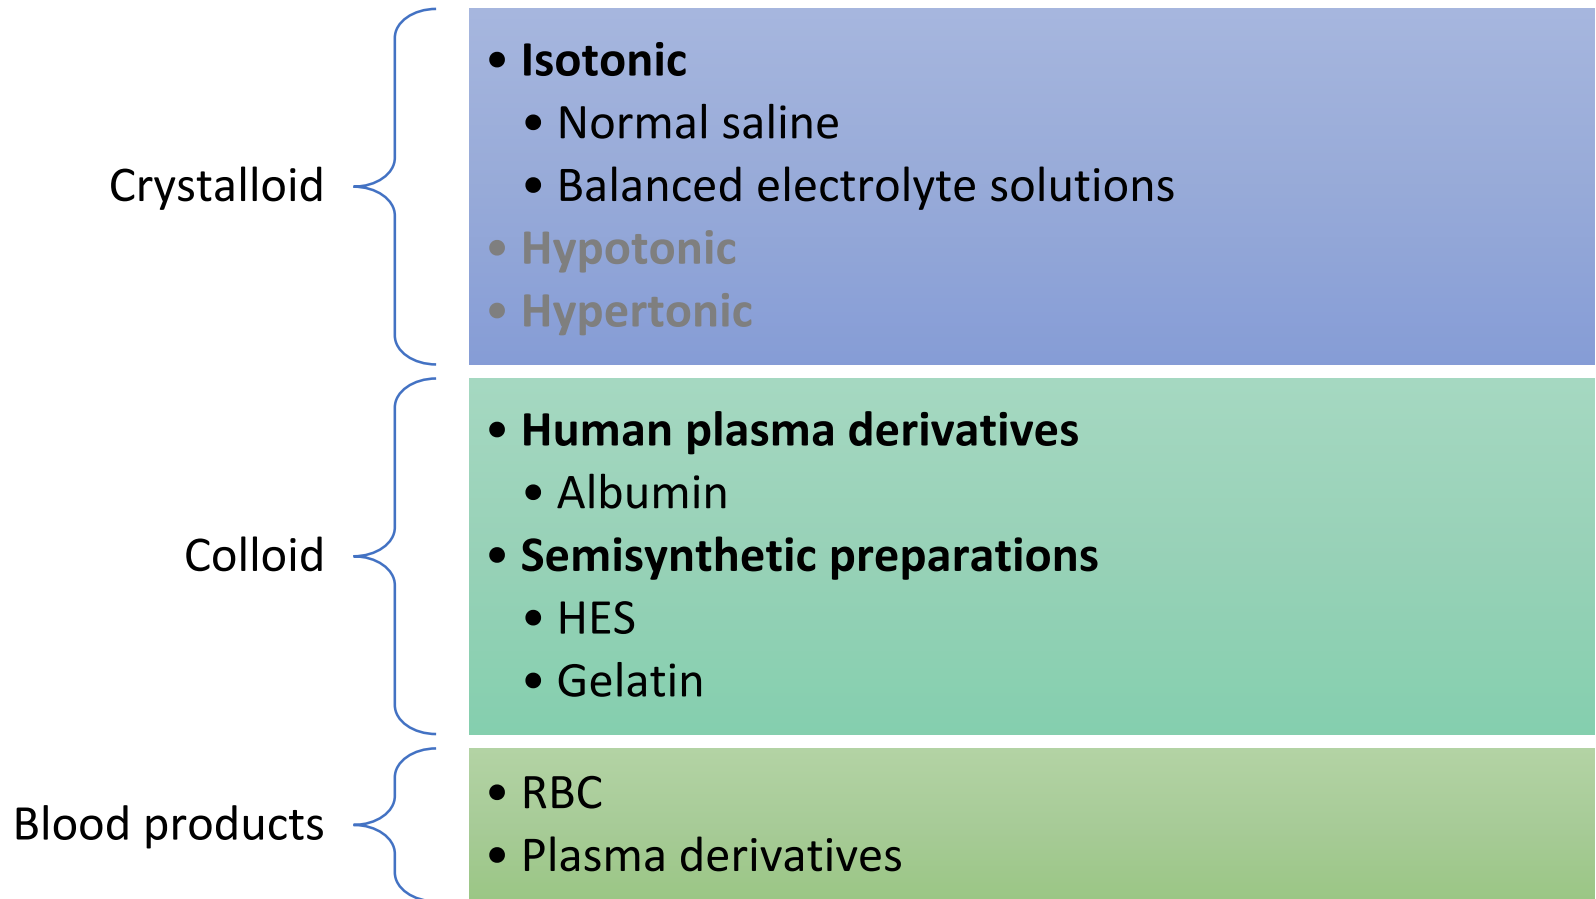 Crystalloid
• Isotonic
• Normal saline
• Balanced electrolyte solutions
• Hypotonic
• Hypertonic
Colloid
• Human plasma derivatives
• Albumin
• Semisynthetic preparations
• HES
• Gelatin
Blood products
• RBC
• Plasma derivatives